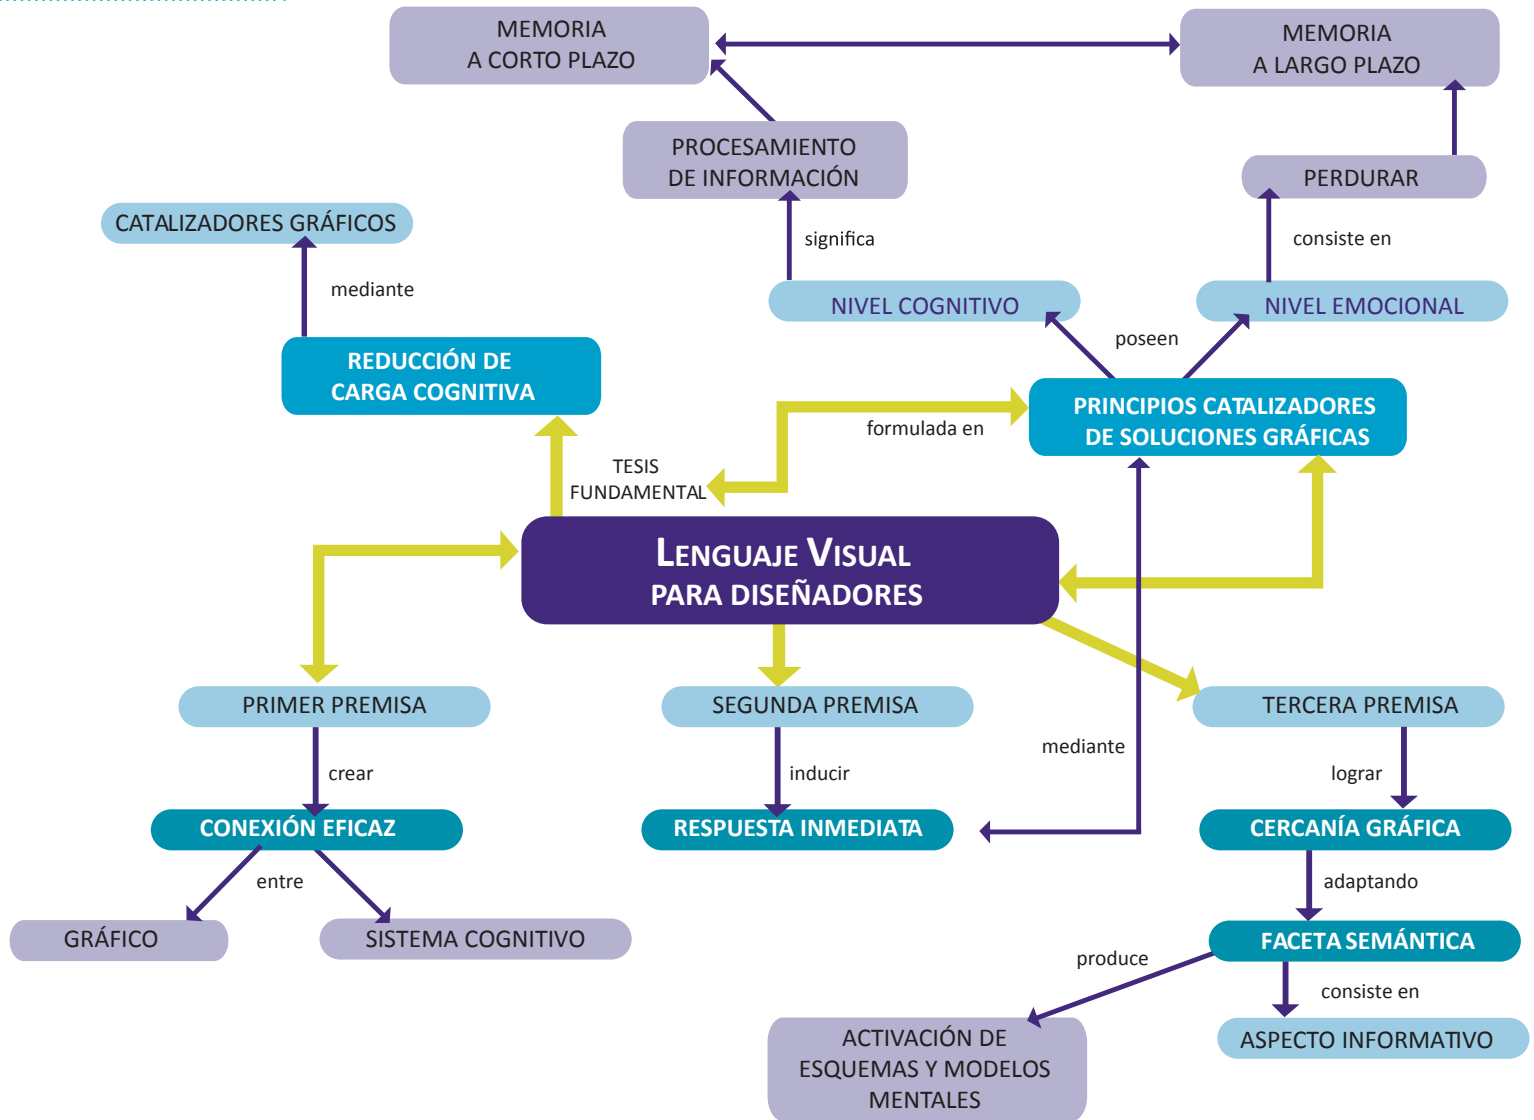 MEMORIA
A CORTO PLAZO
MEMORIA
A LARGO PLAZO
PROCESAMIENTO
DE INFORMACIÓN
PERDURAR
CATALIZADORES GRÁFICOS
significa
consiste en
mediante
NIVEL COGNITIVO
NIVEL EMOCIONAL
poseen
REDUCCIÓN DE
CARGA COGNITIVA
PRINCIPIOS CATALIZADORES
DE SOLUCIONES GRÁFICAS
formulada en
TESIS
FUNDAMENTAL
LENGUAJE VISUAL
PARA DISEÑADORES
PRIMER PREMISA
SEGUNDA PREMISA
TERCERA PREMISA
crear
inducir
mediante
lograr
CONEXIÓN EFICAZ
RESPUESTA INMEDIATA
CERCANÍA GRÁFICA
entre
adaptando
GRÁFICO
SISTEMA COGNITIVO
FACETA SEMÁNTICA
produce
consiste en
ACTIVACIÓN DE
ESQUEMAS Y MODELOS
MENTALES
ASPECTO INFORMATIVO